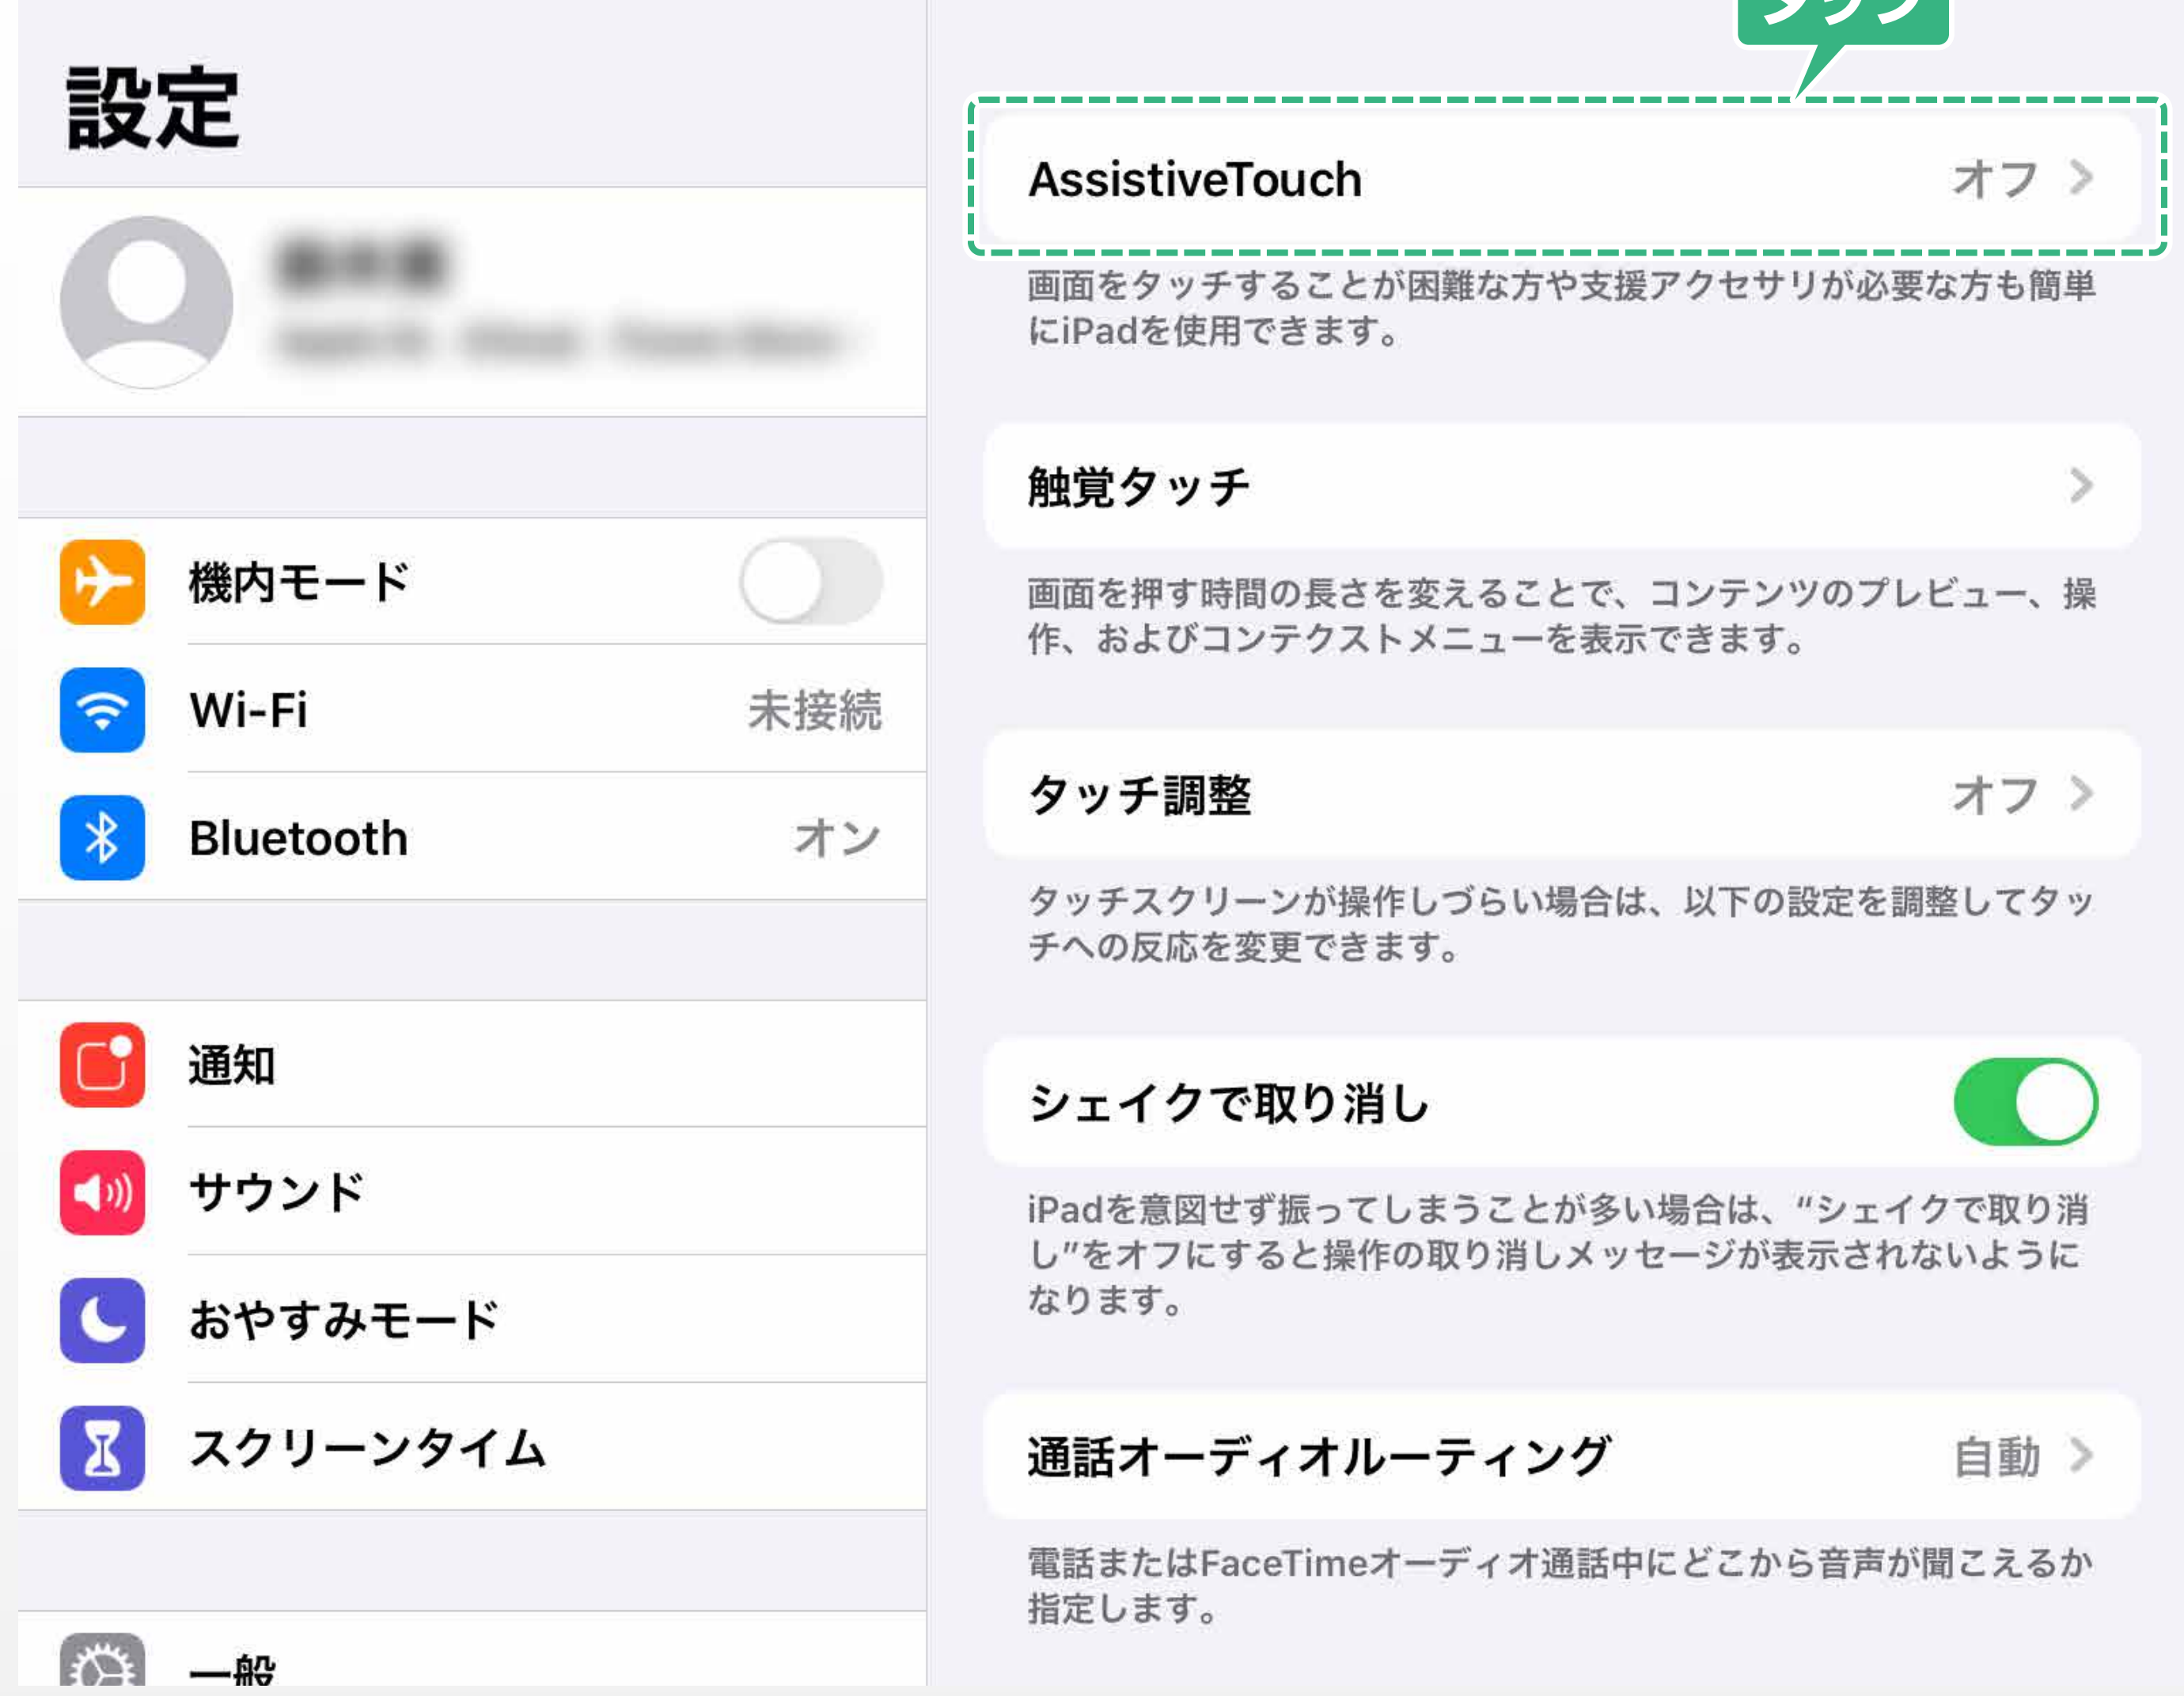 設定
機内モード
Wi-Fi
未接続
Bluetooth
オン
通知
サウンド
おやすみモード
スクリーンタイム
一般
タップ
AssistiveTouch
オフ
画面をタッチすることが困難な方や支援アクセサリが必要な方も簡単
にiPadを使用できます。
触覚タッチ
画面を押す時間の長さを変えることで、コンテンツのプレビュー、操
作、およびコンテクストメニューを表示できます。
タッチ調整
オフ
タッチスクリーンが操作しづらい場合は、以下の設定を調整してタッ
チへの反応を変更できます。
シェイクで取り消し
iPadを意図せず振ってしまうことが多い場合は、“シェイクで取り消
し”をオフにすると操作の取り消しメッセージが表示されないように
なります。
通話オーディオルーティング
自動
電話またはFaceTimeオーディオ通話中にどこから音声が聞こえるか
指定します。